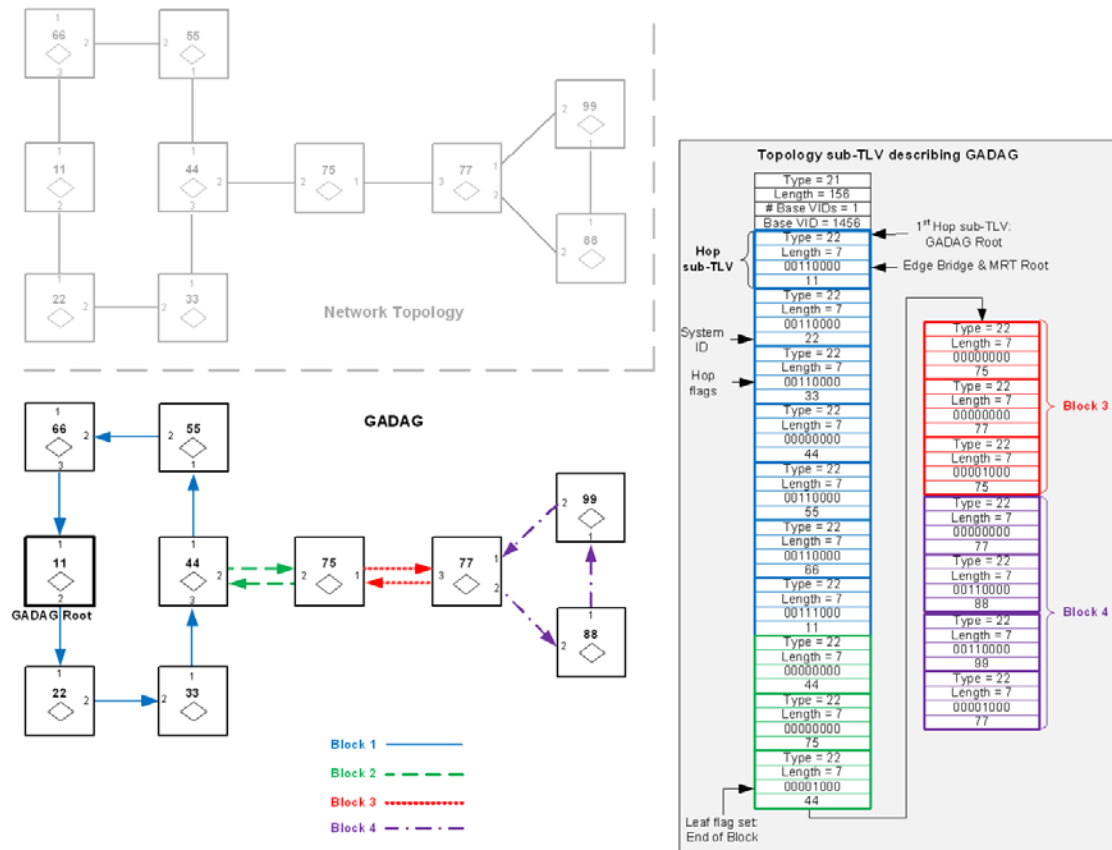 1
66
2
3
2
55
1
1
11
2
1
44
2
3
2
75
1
1
77
3
2
99
2
1
1
88
2
1
22
2
1
33
2
Network Topology
GADAG
1
66
2
3
55
2
1
1
11
2
GADAG Root
1
44
2
3
75
2
1
77
1
3
2
99
2
1
1
88
2
1
22
2
1
33
2
Block 1
Block 2
Block 3
Block 4
Topology sub-TLV describing GADAG
Type = 21
Length = 156
# Base VIDs = 1
Base VID = 1456
Hop
sub-TLV
Type = 22
Length = 7
00110000
11
1st Hop sub-TLV:
GADAG Root
Edge Bridge & MRT Root
Type = 22
Length = 7
00110000
22
System
ID
Type = 22
Length = 7
00110000
33
Hop
flags
Type = 22
Length = 7
00000000
44
Type = 22
Length = 7
00110000
55
Type = 22
Length = 7
00110000
66
Type = 22
Length = 7
00111000
11
Type = 22
Length = 7
00000000
44
Type = 22
Length = 7
00000000
75
Type = 22
Length = 7
00001000
44
Leaf flag set:
End of Block
Type = 22
Length = 7
00000000
75
Type = 22
Length = 7
00000000
77
Type = 22
Length = 7
00001000
75
Block 3
Type = 22
Length = 7
00000000
77
Type = 22
Length = 7
00110000
88
Type = 22
Length = 7
00110000
99
Type = 22
Length = 7
00001000
77
Block 4